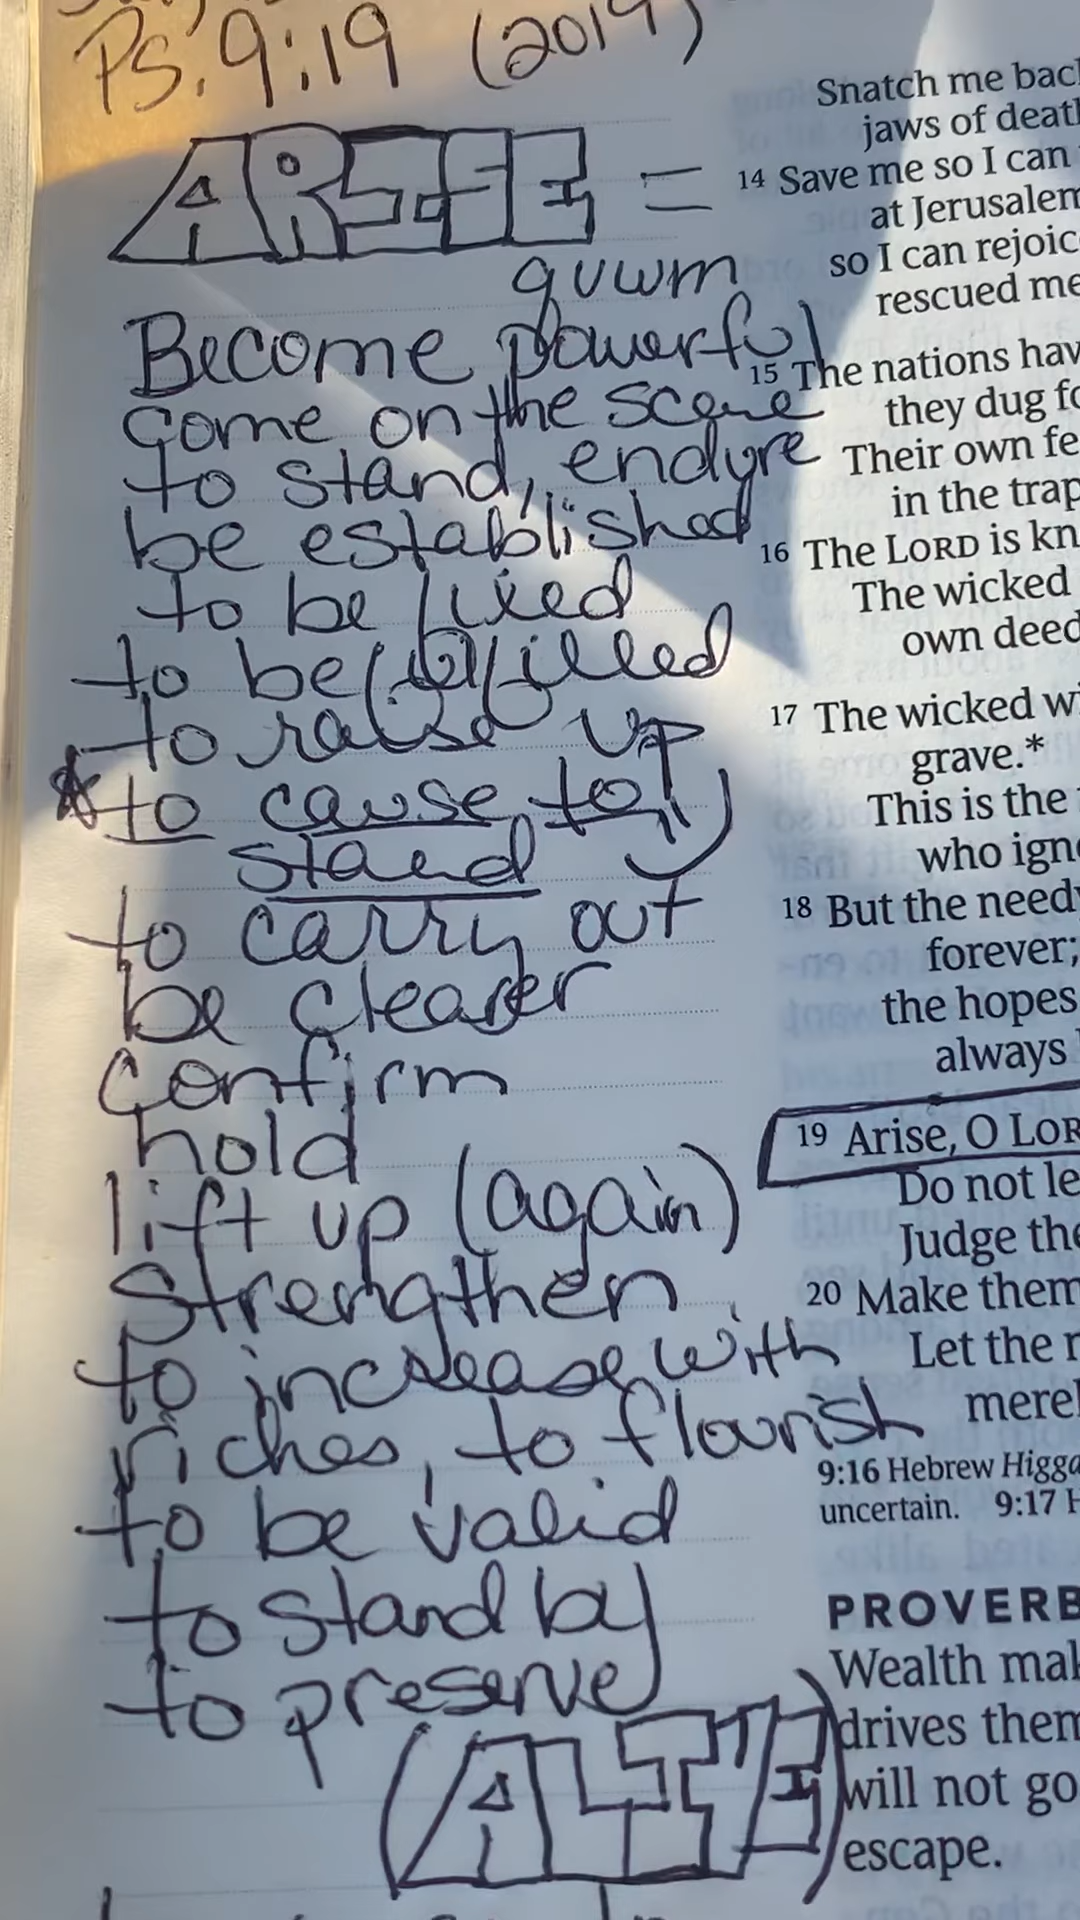 PS. 9:19 (2019)
ARISE =
quwm
Become powerful
come on the scene
to stand, endure
be established
to be fixed
to be fulfilled
to raise up
to cause to
stand
to carry out
be clearer
confirm
hold
lift up (again)
strengthen
to increase with
riches, to flourish
to be valid
to stand by
to preserve
Snatch me bac
jaws of deat
14 Save me so I can
at Jerusalem
so I can rejoic
rescued me
15 The nations hav
they dug fo
Their own fe
in the trap
16 The LORD is kn
The wicked
own deed
17 The wicked w
grave.*
This is the
who ign
18 But the needy
forever;
the hopes
always
19 Arise, O LOR
Do not le
Judge the
20 Make them
Let the n
merel
9:16 Hebrew Higga
uncertain. 9:17 H
PROVERB
Wealth mak
drives them
will not go
escape.